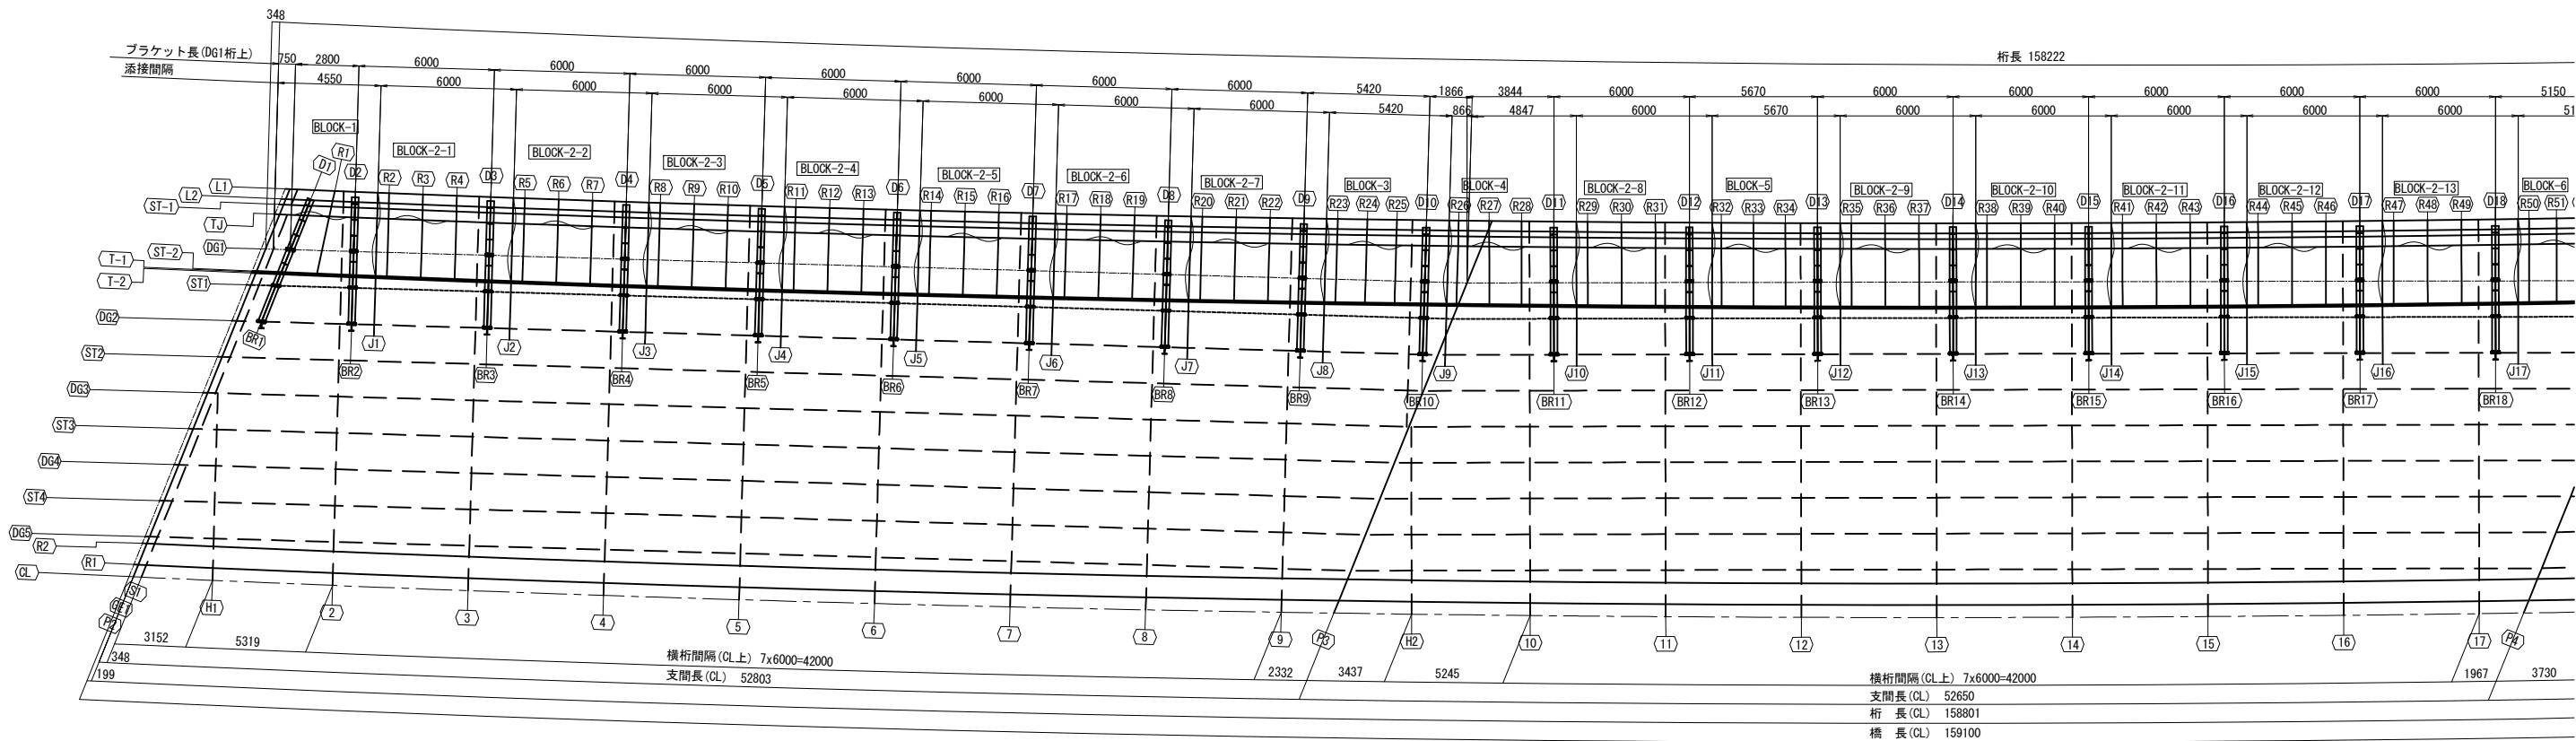 348
桁長 158222
ブラケット長(DG1桁上) 750 2800 6000 6000 6000 6000 6000 6000 6000 5420 1866 3844 6000 5670 6000 6000 6000 6000 6000 5150
添接間隔 4550 6000 6000 6000 6000 6000 6000 6000 5420 866 4847 6000 5670 6000 6000 6000 6000 6000
BLOCK-1 BLOCK-2-1 BLOCK-2-2 BLOCK-2-3 BLOCK-2-4 BLOCK-2-5 BLOCK-2-6 BLOCK-2-7 BLOCK-3 BLOCK-4 BLOCK-2-8 BLOCK-5 BLOCK-2-9 BLOCK-2-10 BLOCK-2-11 BLOCK-2-12 BLOCK-2-13 BLOCK-6
D1 R1 D2 R2 R3 R4 D3 R5 R6 R7 D4 R8 R9 R10 D5 R11 R12 R13 D6 R14 R15 R16 D7 R17 R18 R19 D8 R20 R21 R22 D9 R23 R24 R25 D10 R26 R27 R28 D11 R29 R30 R31 D12 R32 R33 R34 D13 R35 R36 R37 D14 R38 R39 R40 D15 R41 R42 R43 D16 R44 R45 R46 D17 R47 R48 R49 D18 R50 R51
L1
L2
ST-1
TJ
ST-2 DG1
T-1
T-2 ST1
DG2
BR1 J1 J2 J3 J4 J5 J6 J7 J8 J9 J10 J11 J12 J13 J14 J15 J16 J17
ST2
BR2 BR3 BR4 BR5 BR6 BR7 BR8 BR9 BR10 BR11 BR12 BR13 BR14 BR15 BR16 BR17 BR18
DG3
ST3
DG4
ST4
DG5
R2
R1
CL
S1
GE1
P2
H1 2 3 4 5 6 7 8 9 P3 H2 10 11 12 13 14 15 16 17 P4
3152 5319 横桁間隔(CL上) 7x6000=42000 2332 3437 5245 横桁間隔(CL上) 7x6000=42000 1967 3730
348 支間長(CL) 52803 支間長(CL) 52650
199 桁 長(CL) 158801
橋 長(CL) 159100